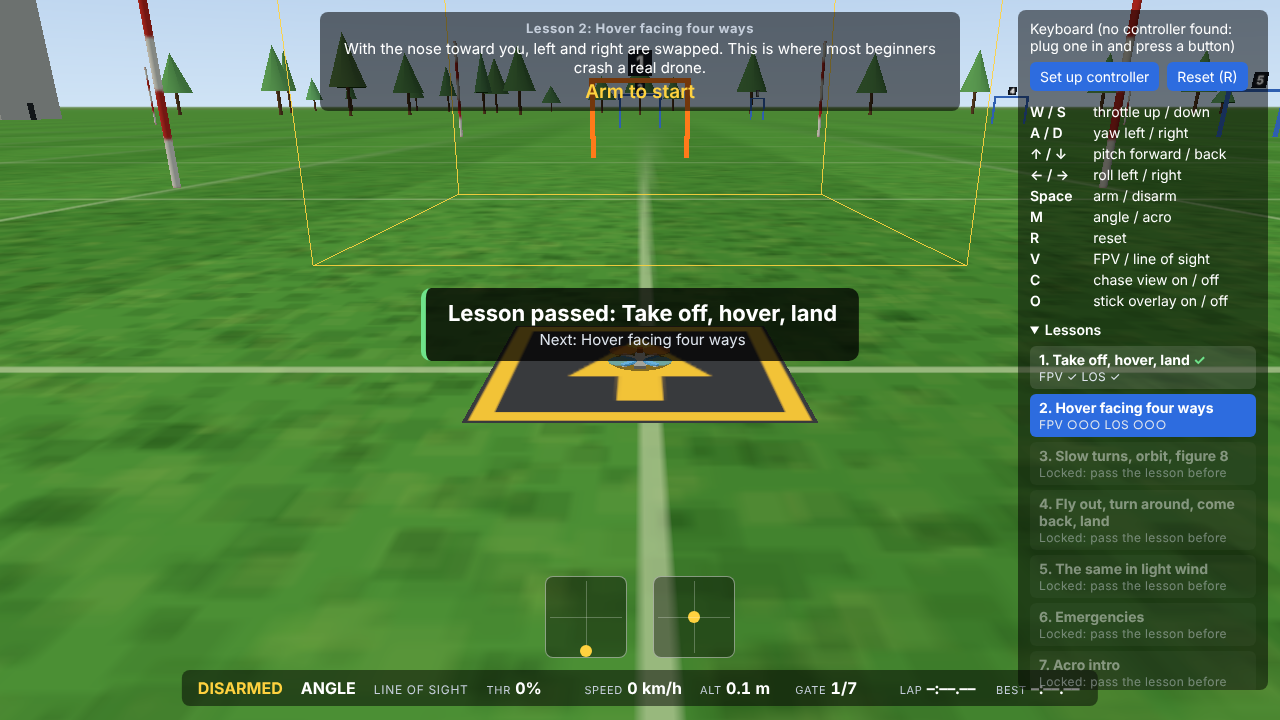 Lesson 2: Hover facing four ways
With the nose toward you, left and right are swapped. This is where most beginners
crash a real drone.
Arm to start
1
Keyboard (no controller found:
plug one in and press a button)
Set up controller
Reset (R)
4
5
W / S throttle up / down
A / D yaw left / right
↑ / ↓ pitch forward / back
← / → roll left / right
Space arm / disarm
M angle / acro
R reset
V FPV / line of sight
C chase view on / off
O stick overlay on / off
▼ Lessons
1. Take off, hover, land ✓
FPV ✓ LOS ✓
2. Hover facing four ways
FPV ○○○ LOS ○○○
3. Slow turns, orbit, figure 8
Locked: pass the lesson before
4. Fly out, turn around, come
back, land
Locked: pass the lesson before
5. The same in light wind
Locked: pass the lesson before
6. Emergencies
Locked: pass the lesson before
7. Acro intro
Locked: pass the lesson before
Lesson passed: Take off, hover, land
Next: Hover facing four ways
DISARMED ANGLE LINE OF SIGHT THR 0% SPEED 0 km/h ALT 0.1 m GATE 1/7 LAP –:––.–– BEST –:––.––